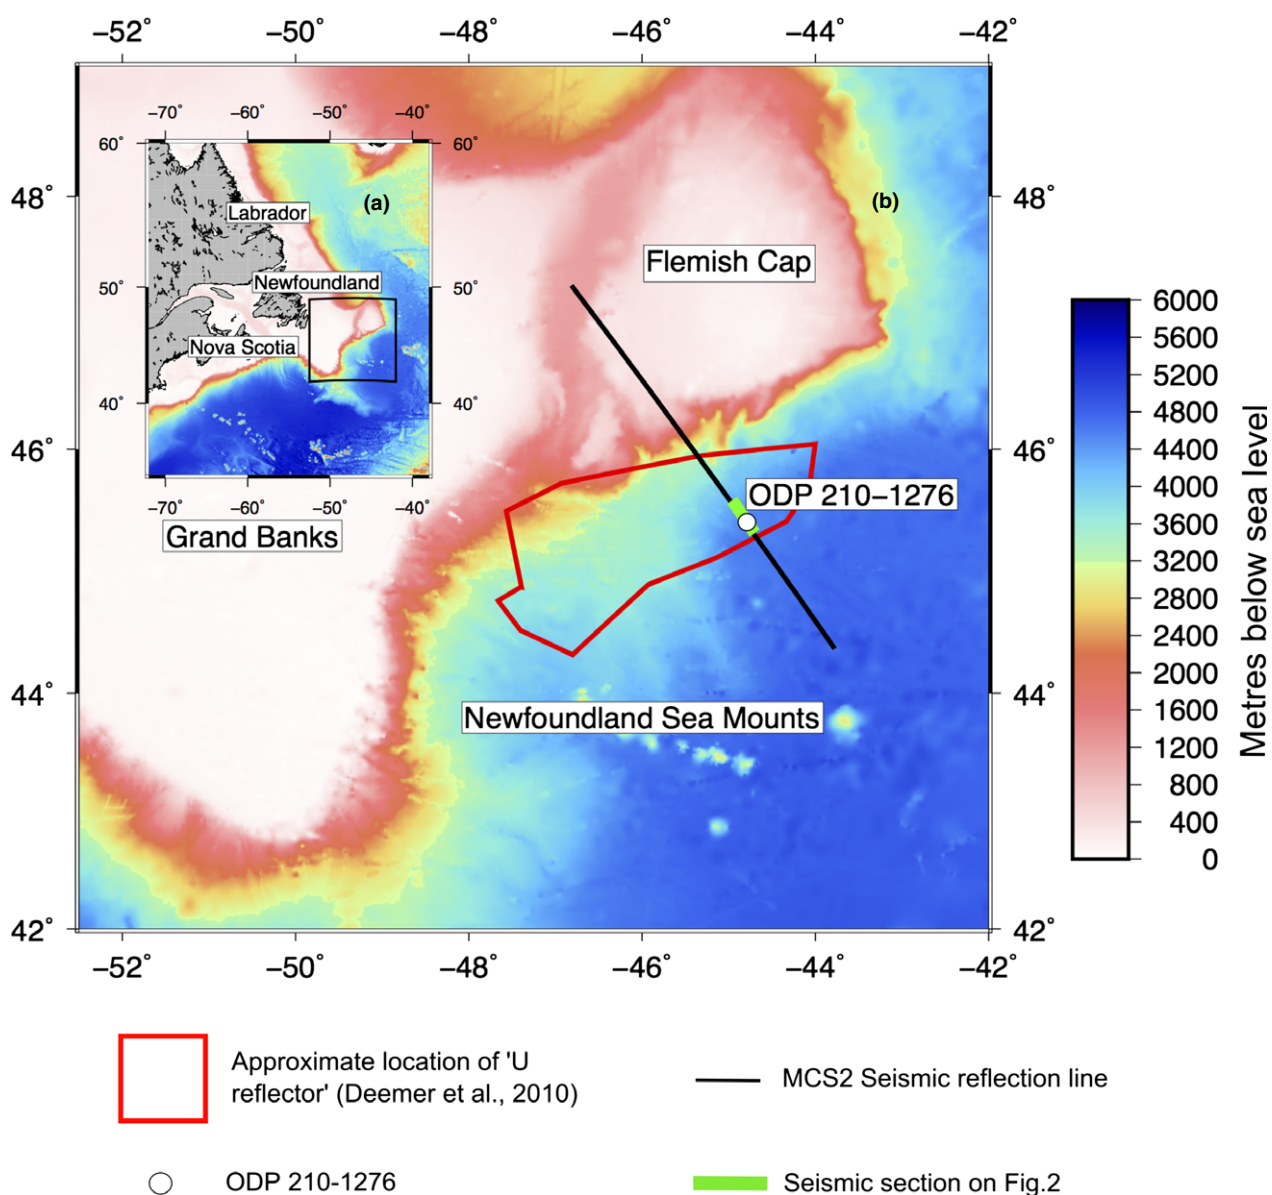 −52˚ −50˚ −48˚ −46˚ −44˚ −42˚
−70˚ −60˚ −50˚ −40˚
60˚ 60˚
48˚ 48˚
(a)
(b)
Labrador
Flemish Cap
Newfoundland
50˚ 50˚
Nova Scotia
40˚ 40˚
46˚ 46˚
−70˚ −60˚ −50˚ −40˚
ODP 210−1276
Grand Banks
44˚ 44˚
Newfoundland Sea Mounts
42˚ 42˚
−52˚ −50˚ −48˚ −46˚ −44˚ −42˚
6000
5600
5200
4800
4400
4000
3600
3200
2800
2400
2000
1600
1200
800
400
0
Metres below sea level
Approximate location of 'U
reflector' (Deemer et al., 2010)
MCS2 Seismic reflection line
ODP 210-1276
Seismic section on Fig.2